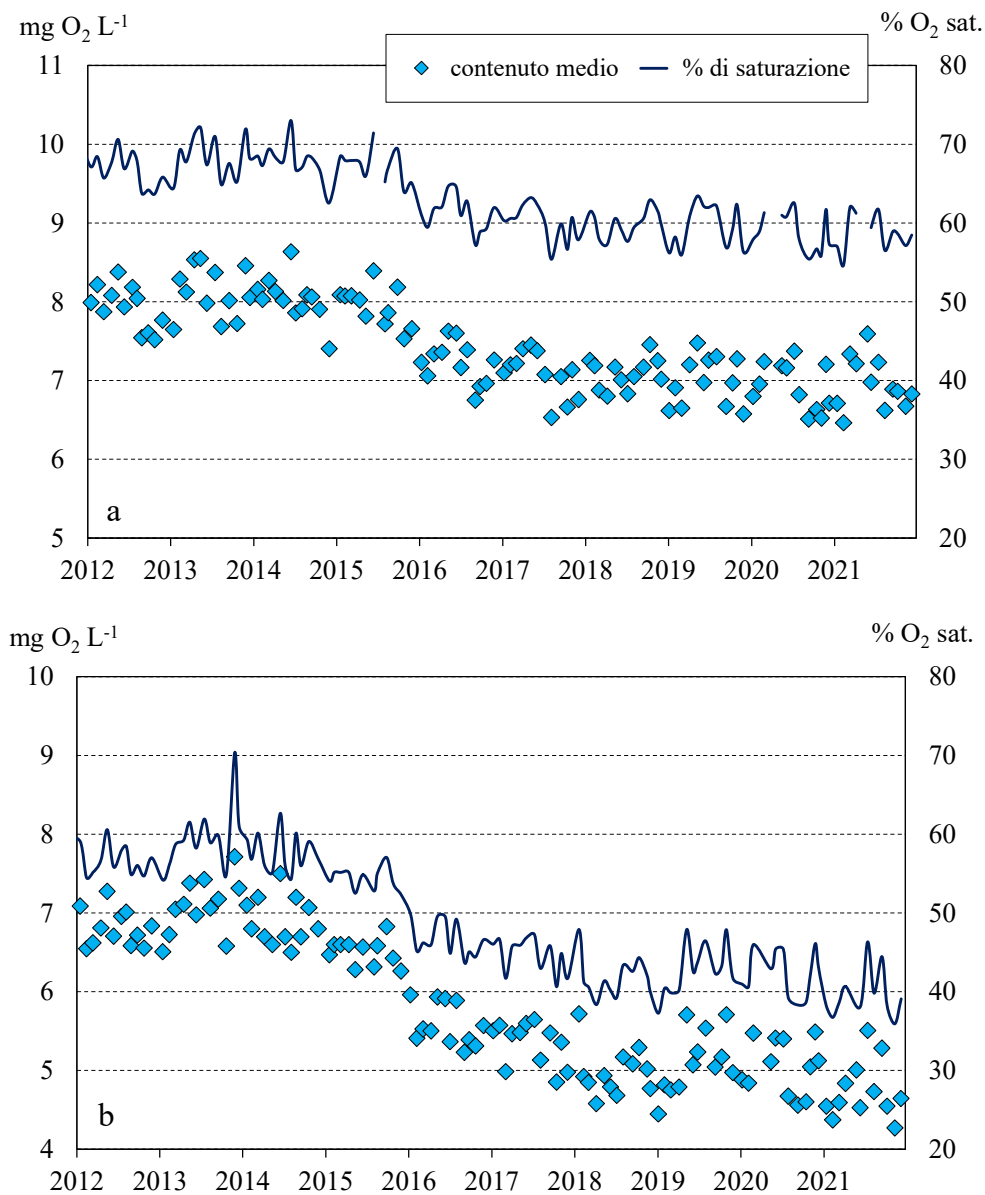 mg O₂ L⁻¹ % O₂ sat.
contenuto medio % di saturazione
11 80
10 70
9 60
8 50
7 40
6 30
5 20
a
2012 2013 2014 2015 2016 2017 2018 2019 2020 2021
mg O₂ L⁻¹ % O₂ sat.
10 80
9 70
8 60
7 50
6 40
5 30
4 20
b
2012 2013 2014 2015 2016 2017 2018 2019 2020 2021